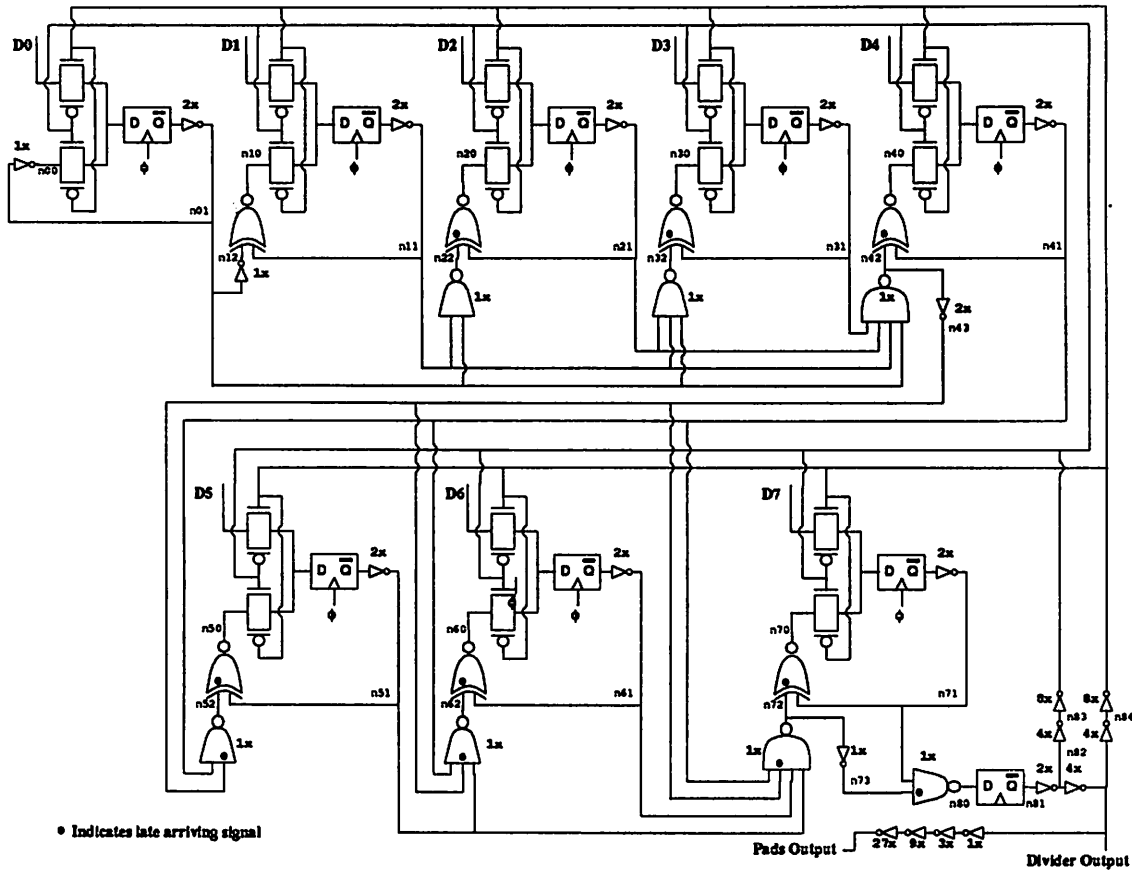 D0 D1 D2 D3 D4
2x 2x 2x 2x 2x
D Q D Q D Q D Q D Q
1x n10 n20 n30 n40
n00 ϕ ϕ ϕ ϕ ϕ
n01 n11 n21 n31 n41
n12 n22 n32 n42
1x 1x 1x 1x 2x
n43
D5 D6 D7
2x 2x 2x
D Q D Q D Q
ϕ ϕ ϕ ϕ
n50 n60 n70
n51 n61 n71
n52 n62 n72
6x 8x
n83 n84
4x 4x
1x 1x 1x 1x 1x n82
n73 2x 4x
D Q
n80 n81
• Indicates late arriving signal
27x 9x 3x 1x
Pads Output
Divider Output